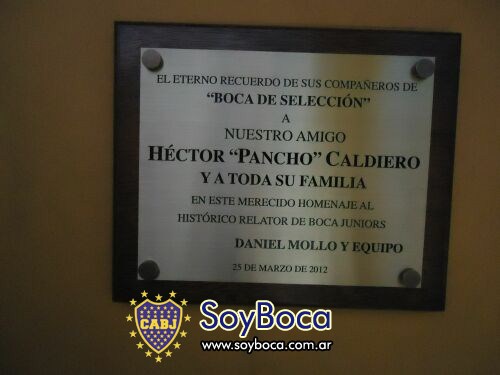 EL ETERNO RECUERDO DE SUS COMPAÑEROS DE
"BOCA DE SELECCIÓN"
A
NUESTRO AMIGO
HÉCTOR "PANCHO" CALDIERO
Y A TODA SU FAMILIA
EN ESTE MERECIDO HOMENAJE AL
HISTÓRICO RELATOR DE BOCA JUNIORS
DANIEL MOLLO Y EQUIPO
25 DE MARZO DE 2012
CABJ
SoyBoca
www.soyboca.com.ar